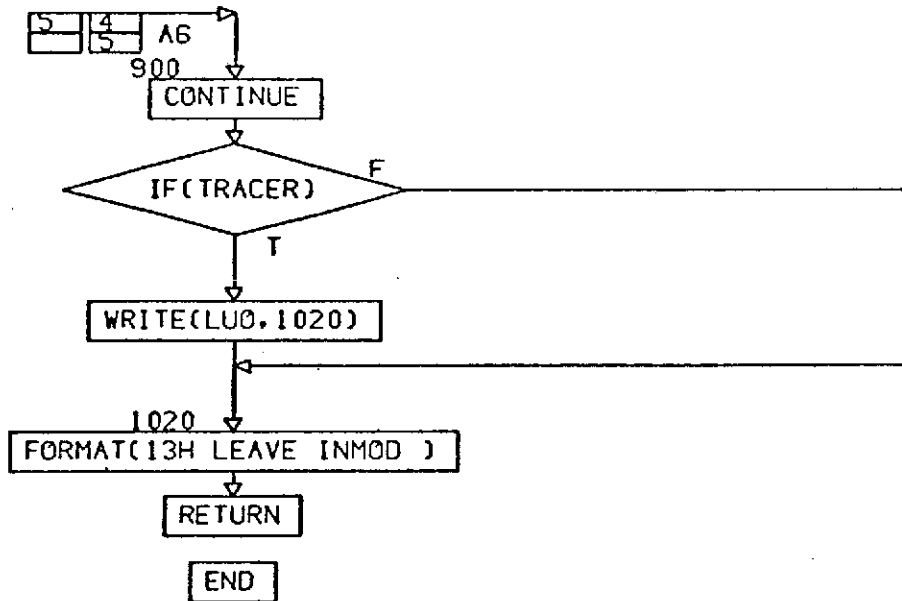 5 4
5 A6
900
CONTINUE
F
IF(TRACER)
T
WRITE(LUO,1020)
1020
FORMAT(13H LEAVE INMOD )
RETURN
END